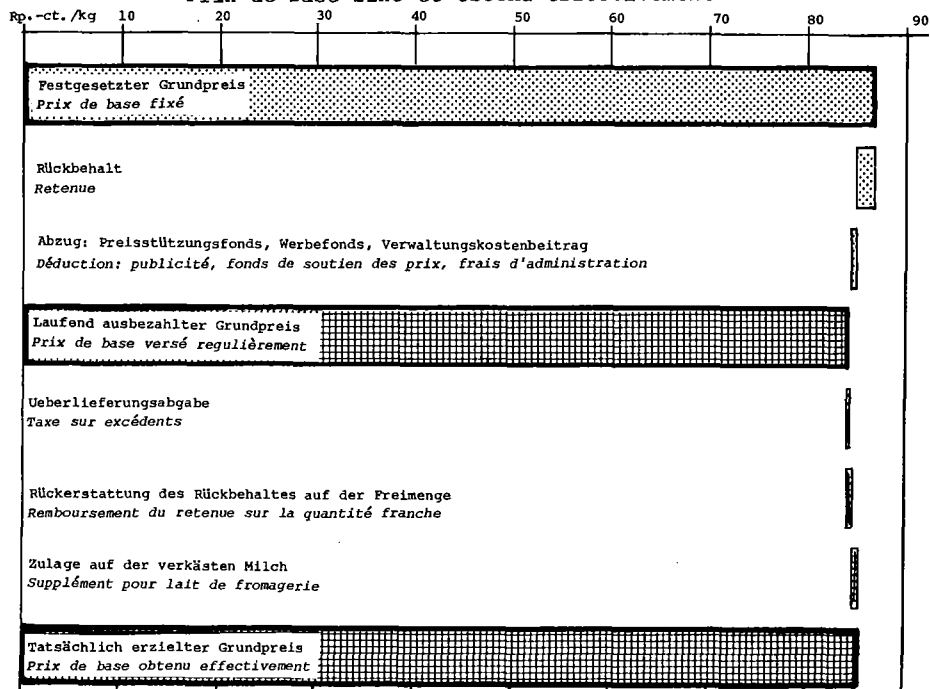 Rp.-ct./kg 10 20 30 40 50 60 70 80 90
Festgesetzter Grundpreis
Prix de base fixé
Rückbehalt
Retenue
Abzug: Preisstützungsfonds, Werbefonds, Verwaltungskostenbeitrag
Déduction: publicité, fonds de soutien des prix, frais d'administration
Laufend ausbezahlter Grundpreis
Prix de base versé regulièrement
Ueberlieferungsabgabe
Taxe sur excédents
Rückerstattung des Rückbehaltes auf der Freimenge
Remboursement du retenue sur la quantité franche
Zulage auf der verkästen Milch
Supplément pour lait de fromagerie
Tatsächlich erzielter Grundpreis
Prix de base obtenu effectivement